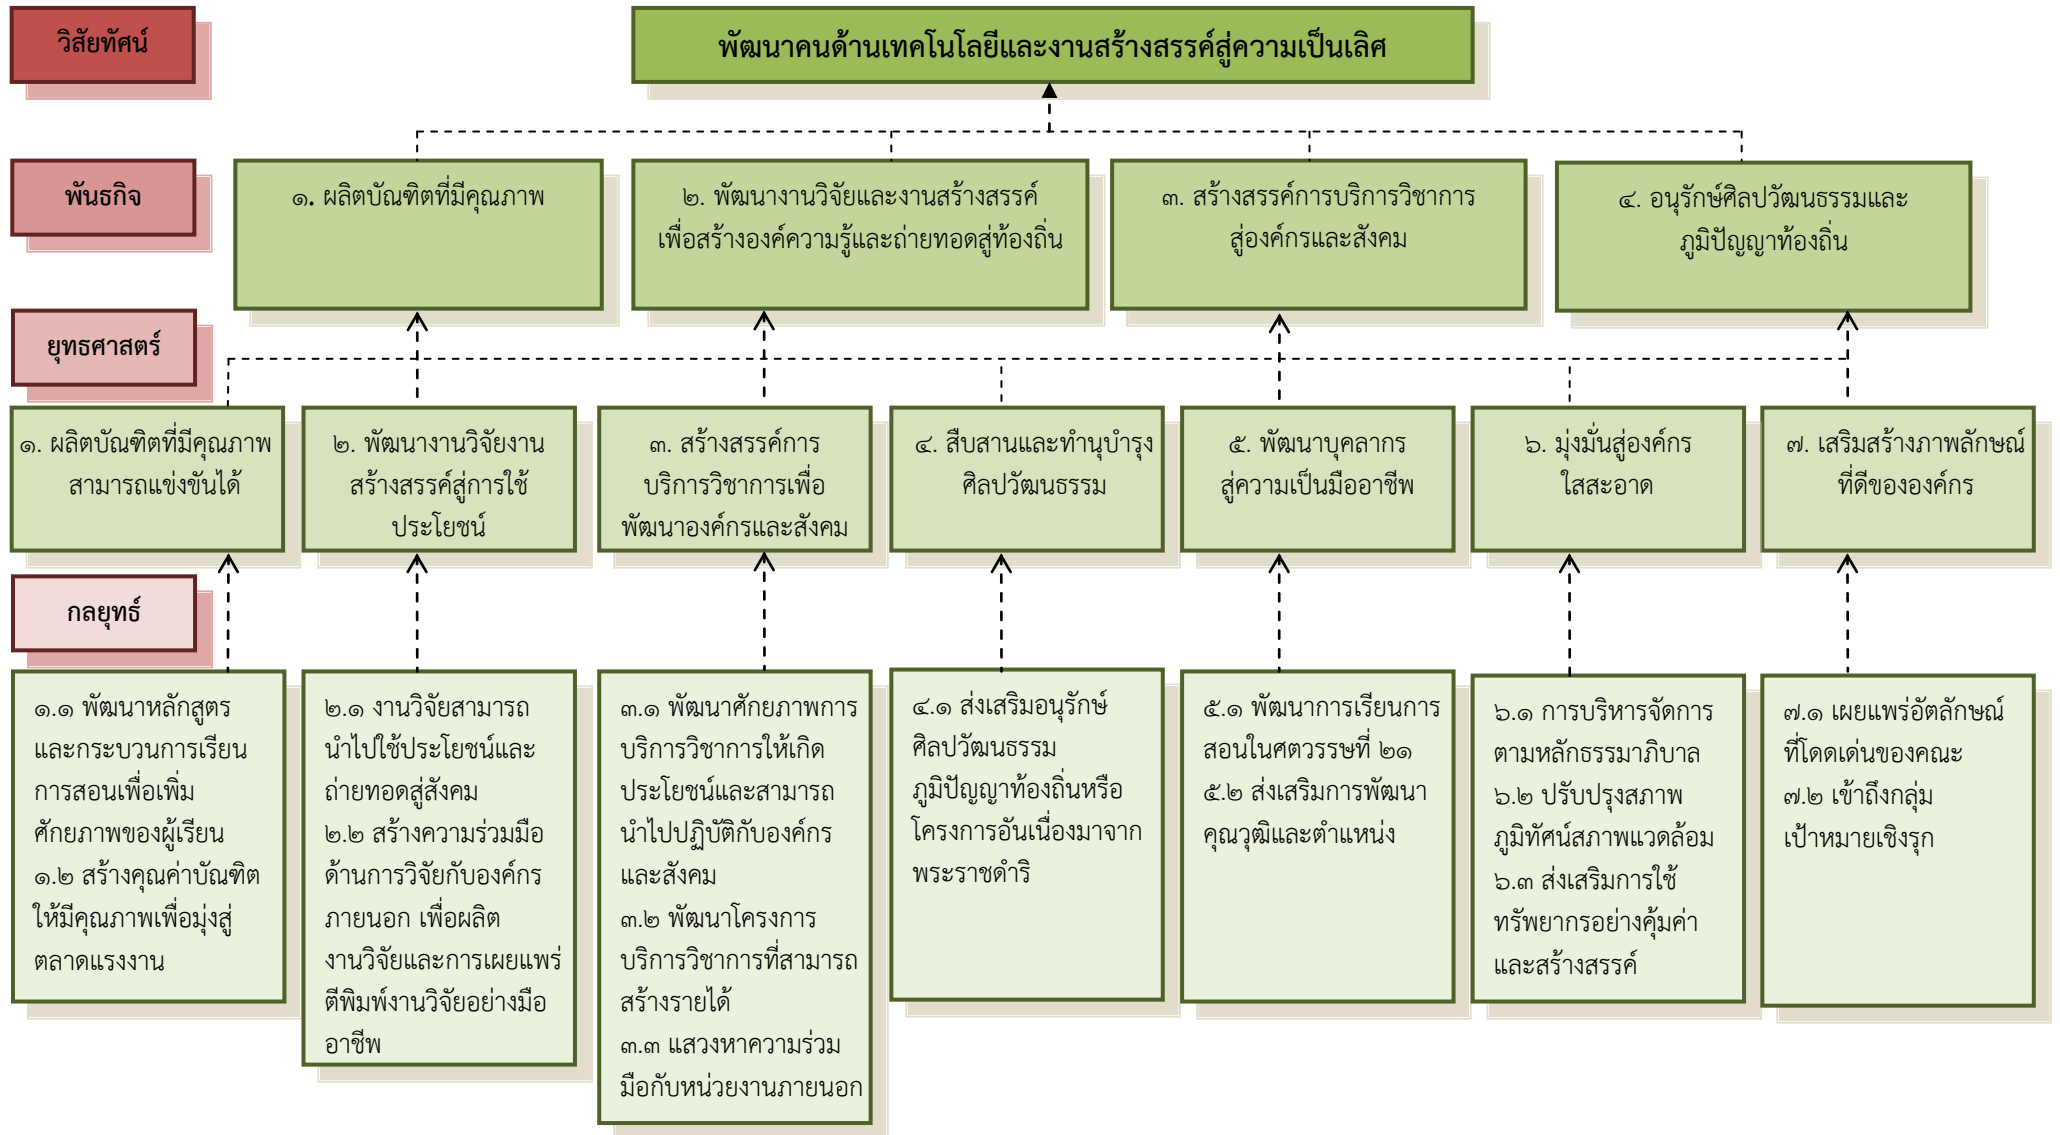 วิสัยทัศน์
พัฒนาคนด้านเทคโนโลยีและงานสร้างสรรค์สู่ความเป็นเลิศ
พันธกิจ
๑. ผลิตบัณฑิตที่มีคุณภาพ
๒. พัฒนางานวิจัยและงานสร้างสรรค์
เพื่อสร้างองค์ความรู้และถ่ายทอดสู่ท้องถิ่น
๓. สร้างสรรค์การบริการวิชาการ
สู่องค์กรและสังคม
๔. อนุรักษ์ศิลปวัฒนธรรมและ
ภูมิปัญญาท้องถิ่น
ยุทธศาสตร์
๑. ผลิตบัณฑิตที่มีคุณภาพ
สามารถแข่งขันได้
๒. พัฒนางานวิจัยงาน
สร้างสรรค์สู่การใช้
ประโยชน์
๓. สร้างสรรค์การ
บริการวิชาการเพื่อ
พัฒนาองค์กรและสังคม
๔. สืบสานและทำนุบำรุง
ศิลปวัฒนธรรม
๕. พัฒนาบุคลากร
สู่ความเป็นมืออาชีพ
๖. มุ่งมั่นสู่องค์กร
ใสสะอาด
๗. เสริมสร้างภาพลักษณ์
ที่ดีขององค์กร
กลยุทธ์
๑.๑ พัฒนาหลักสูตร
และกระบวนการเรียน
การสอนเพื่อเพิ่ม
ศักยภาพของผู้เรียน
๑.๒ สร้างคุณค่าบัณฑิต
ให้มีคุณภาพเพื่อมุ่งสู่
ตลาดแรงงาน
๒.๑ งานวิจัยสามารถ
นำไปใช้ประโยชน์และ
ถ่ายทอดสู่สังคม
๒.๒ สร้างความร่วมมือ
ด้านการวิจัยกับองค์กร
ภายนอก เพื่อผลิต
งานวิจัยและการเผยแพร่
ตีพิมพ์งานวิจัยอย่างมือ
อาชีพ
๓.๑ พัฒนาศักยภาพการ
บริการวิชาการให้เกิด
ประโยชน์และสามารถ
นำไปปฏิบัติกับองค์กร
และสังคม
๓.๒ พัฒนาโครงการ
บริการวิชาการที่สามารถ
สร้างรายได้
๓.๓ แสวงหาความร่วม
มือกับหน่วยงานภายนอก
๔.๑ ส่งเสริมอนุรักษ์
ศิลปวัฒนธรรม
ภูมิปัญญาท้องถิ่นหรือ
โครงการอันเนื่องมาจาก
พระราชดำริ
๕.๑ พัฒนาการเรียนการ
สอนในศตวรรษที่ ๒๑
๕.๒ ส่งเสริมการพัฒนา
คุณวุฒิและตำแหน่ง
๖.๑ การบริหารจัดการ
ตามหลักธรรมาภิบาล
๖.๒ ปรับปรุงสภาพ
ภูมิทัศน์สภาพแวดล้อม
๖.๓ ส่งเสริมการใช้
ทรัพยากรอย่างคุ้มค่า
และสร้างสรรค์
๗.๑ เผยแพร่อัตลักษณ์
ที่โดดเด่นของคณะ
๗.๒ เข้าถึงกลุ่ม
เป้าหมายเชิงรุก